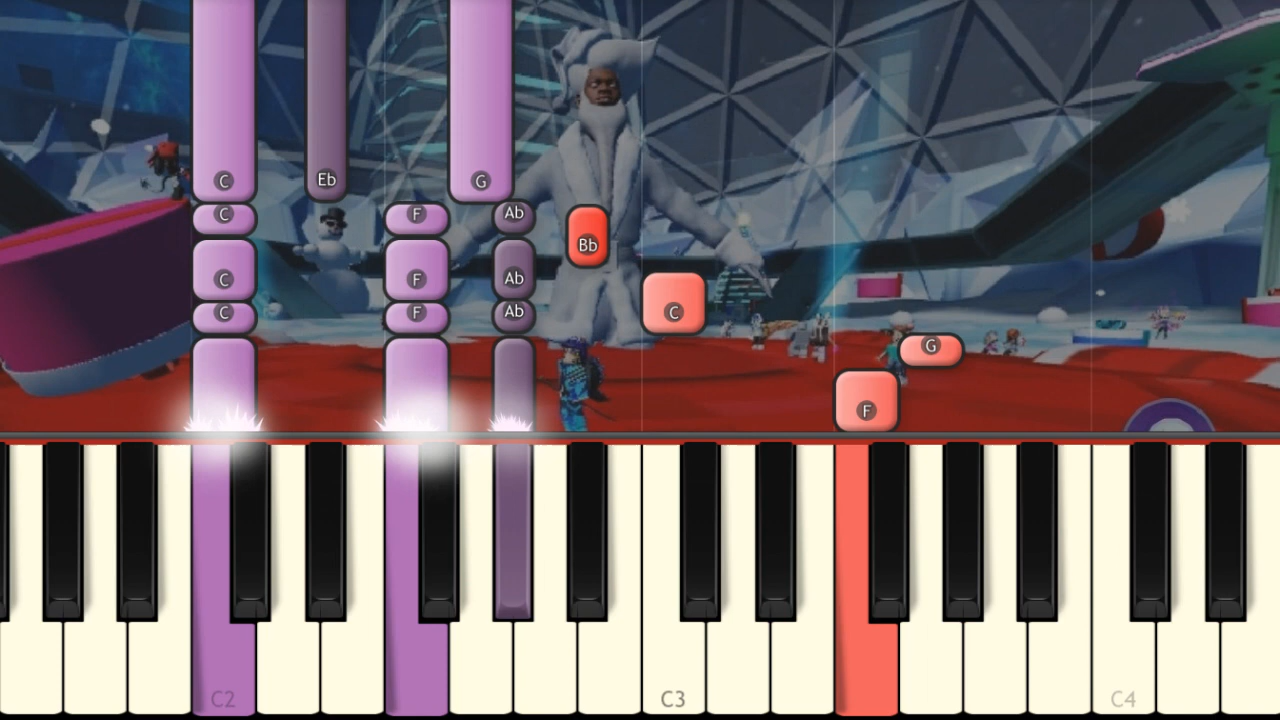 C Eb G
C F Ab Bb
C F Ab
C F Ab C
G
F
C2 C3 C4